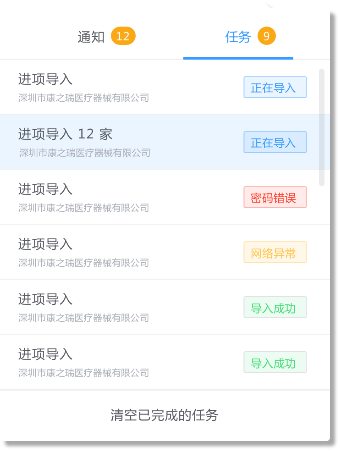 通知 12 任务 9
进项导入 正在导入
深圳市康之瑞医疗器械有限公司
进项导入 12 家 正在导入
深圳市康之瑞医疗器械有限公司
进项导入 密码错误
深圳市康之瑞医疗器械有限公司
进项导入 网络异常
深圳市康之瑞医疗器械有限公司
进项导入 导入成功
深圳市康之瑞医疗器械有限公司
进项导入 导入成功
深圳市康之瑞医疗器械有限公司
清空已完成的任务